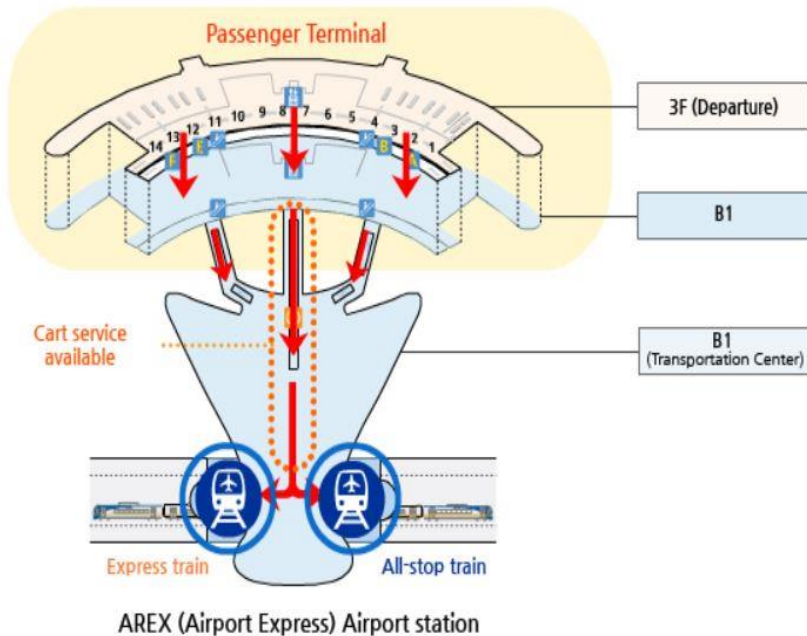 Passenger Terminal
3F (Departure)
14 13 12 11 10 9 8 7 6 5 4 3 2 1
F E B A
B1
Cart service
available
B1
(Transportation Center)
Express train
All-stop train
AREX (Airport Express) Airport station